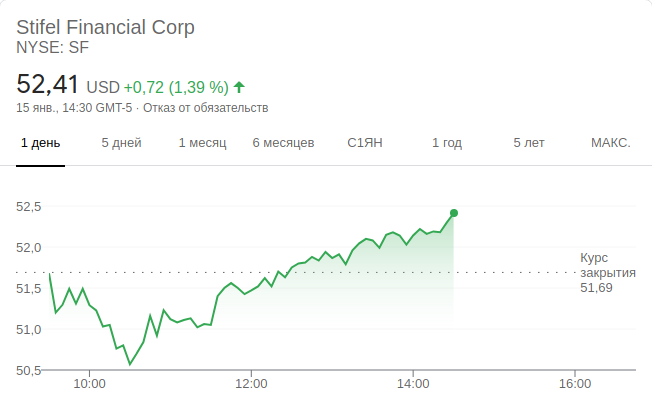 Stifel Financial Corp
NYSE: SF
52,41 USD +0,72 (1,39 %)
15 янв., 14:30 GMT-5 · Отказ от обязательств
1 день 5 дней 1 месяц 6 месяцев С1ЯН 1 год 5 лет МАКС.
52,5
52,0
Курс
закрытия
51,69
51,5
51,0
50,5
10:00 12:00 14:00 16:00